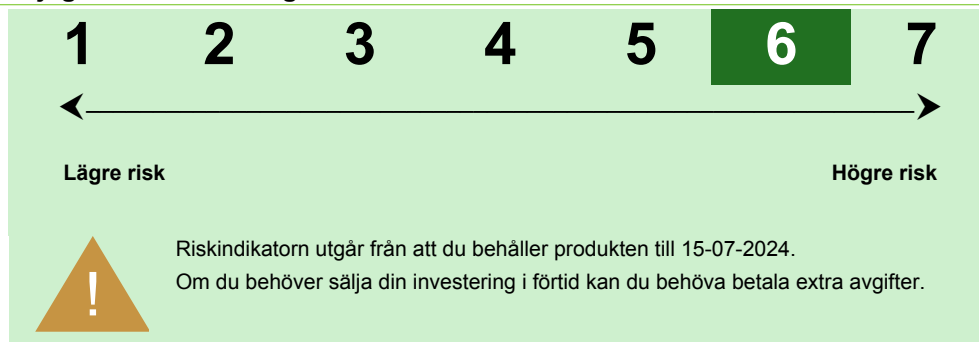 1 2 3 4 5 6 7
Lägre risk Högre risk
!
Riskindikatorn utgår från att du behåller produkten till 15-07-2024.
Om du behöver sälja din investering i förtid kan du behöva betala extra avgifter.